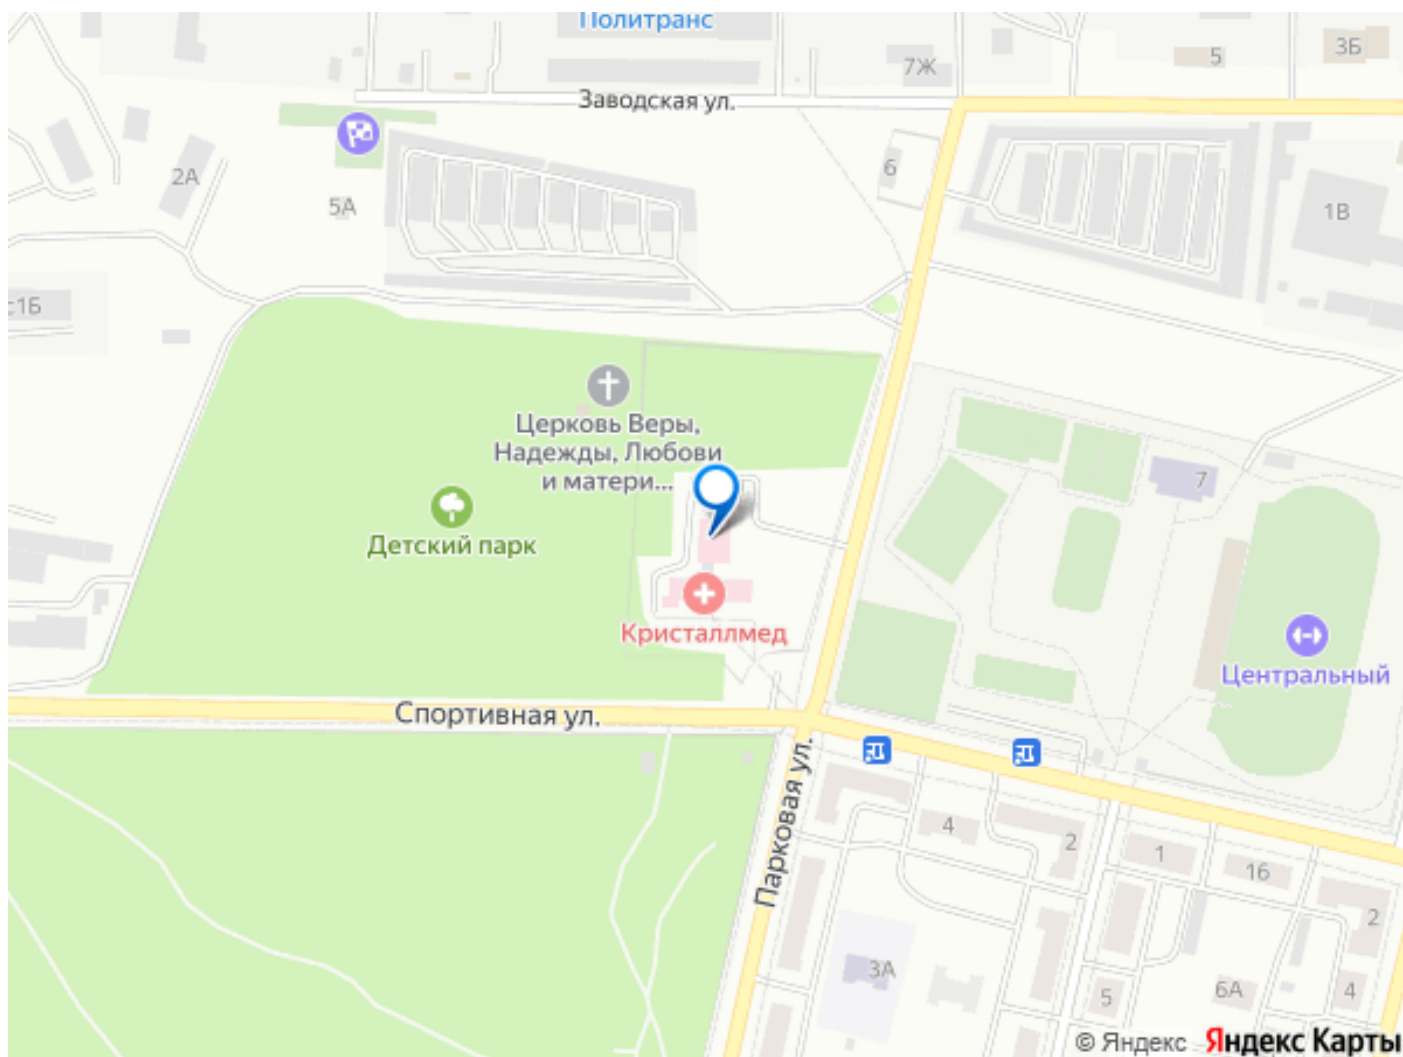 Политранс
3Б
5
7Ж
Заводская ул.
6
2А
5А
1В
с1Б
Церковь Веры,
Надежды, Любови
и матери...
7
Детский парк
Кристаллмед
Центральный
Спортивная ул.
Парковая ул.
4
2
1
16
2
3А
5
6А
4
© Яндекс Яндекс Карты